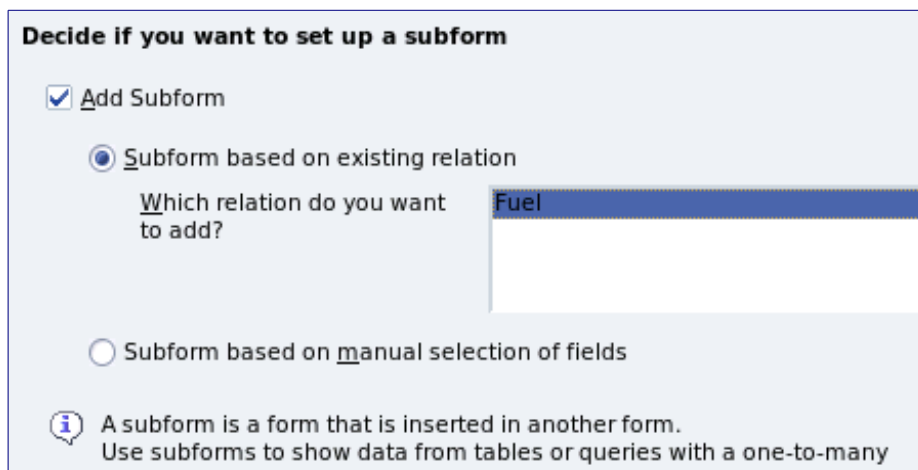 Decide if you want to set up a subform
Add Subform
Subform based on existing relation
Which relation do you want
to add?
Fuel
Subform based on manual selection of fields
A subform is a form that is inserted in another form.
Use subforms to show data from tables or queries with a one-to-many